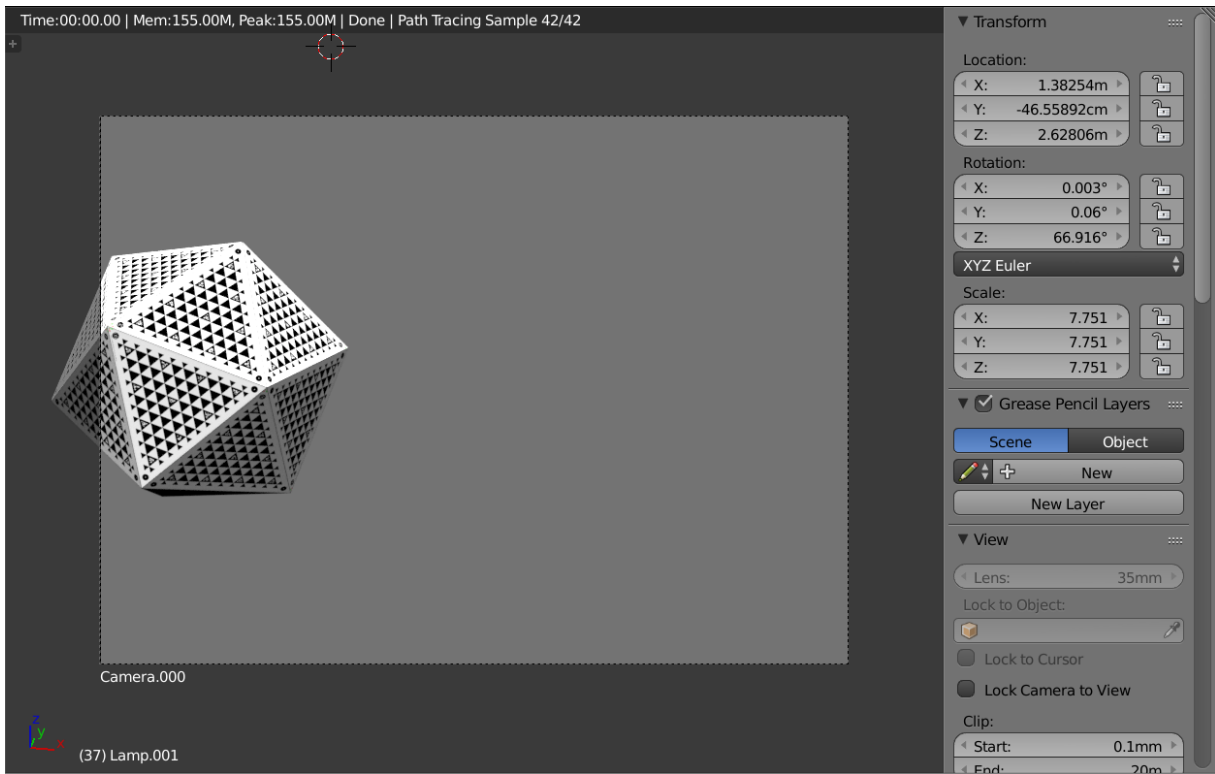 Time:00:00.00 | Mem:155.00M, Peak:155.00M | Done | Path Tracing Sample 42/42
Camera.000
z
y
x
(37) Lamp.001
Transform
Location:
X: 1.38254m
Y: -46.55892cm
Z: 2.62806m
Rotation:
X: 0.003°
Y: 0.06°
Z: 66.916°
XYZ Euler
Scale:
X: 7.751
Y: 7.751
Z: 7.751
Grease Pencil Layers
Scene Object
New
New Layer
View
Lens: 35mm
Lock to Object:
Lock to Cursor
Lock Camera to View
Clip:
Start: 0.1mm
End: 20m